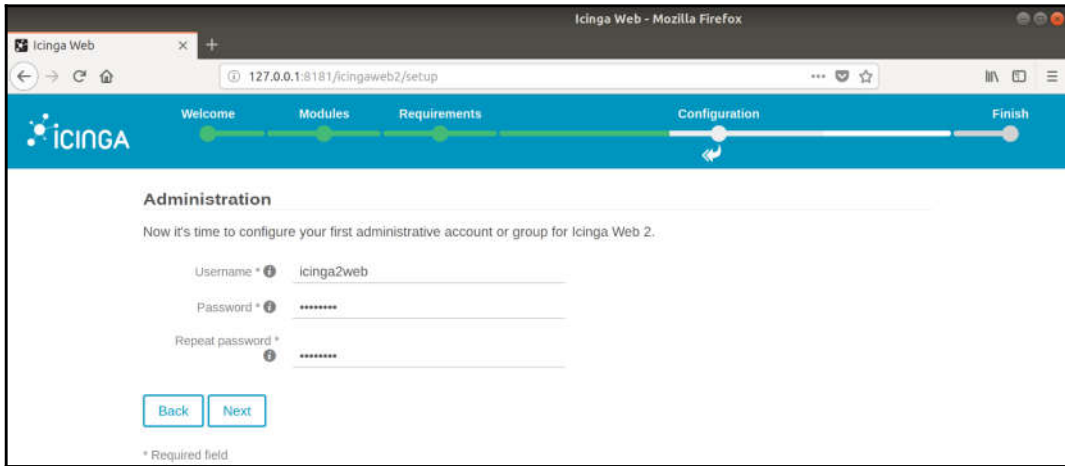 Icinga Web - Mozilla Firefox
Icinga Web
127.0.0.1:8181/icingaweb2/setup
ICINGA
Welcome Modules Requirements Configuration Finish
Administration
Now it's time to configure your first administrative account or group for Icinga Web 2.
Username * icinga2web
Password * ••••••••
Repeat password *
••••••••
Back Next
* Required field